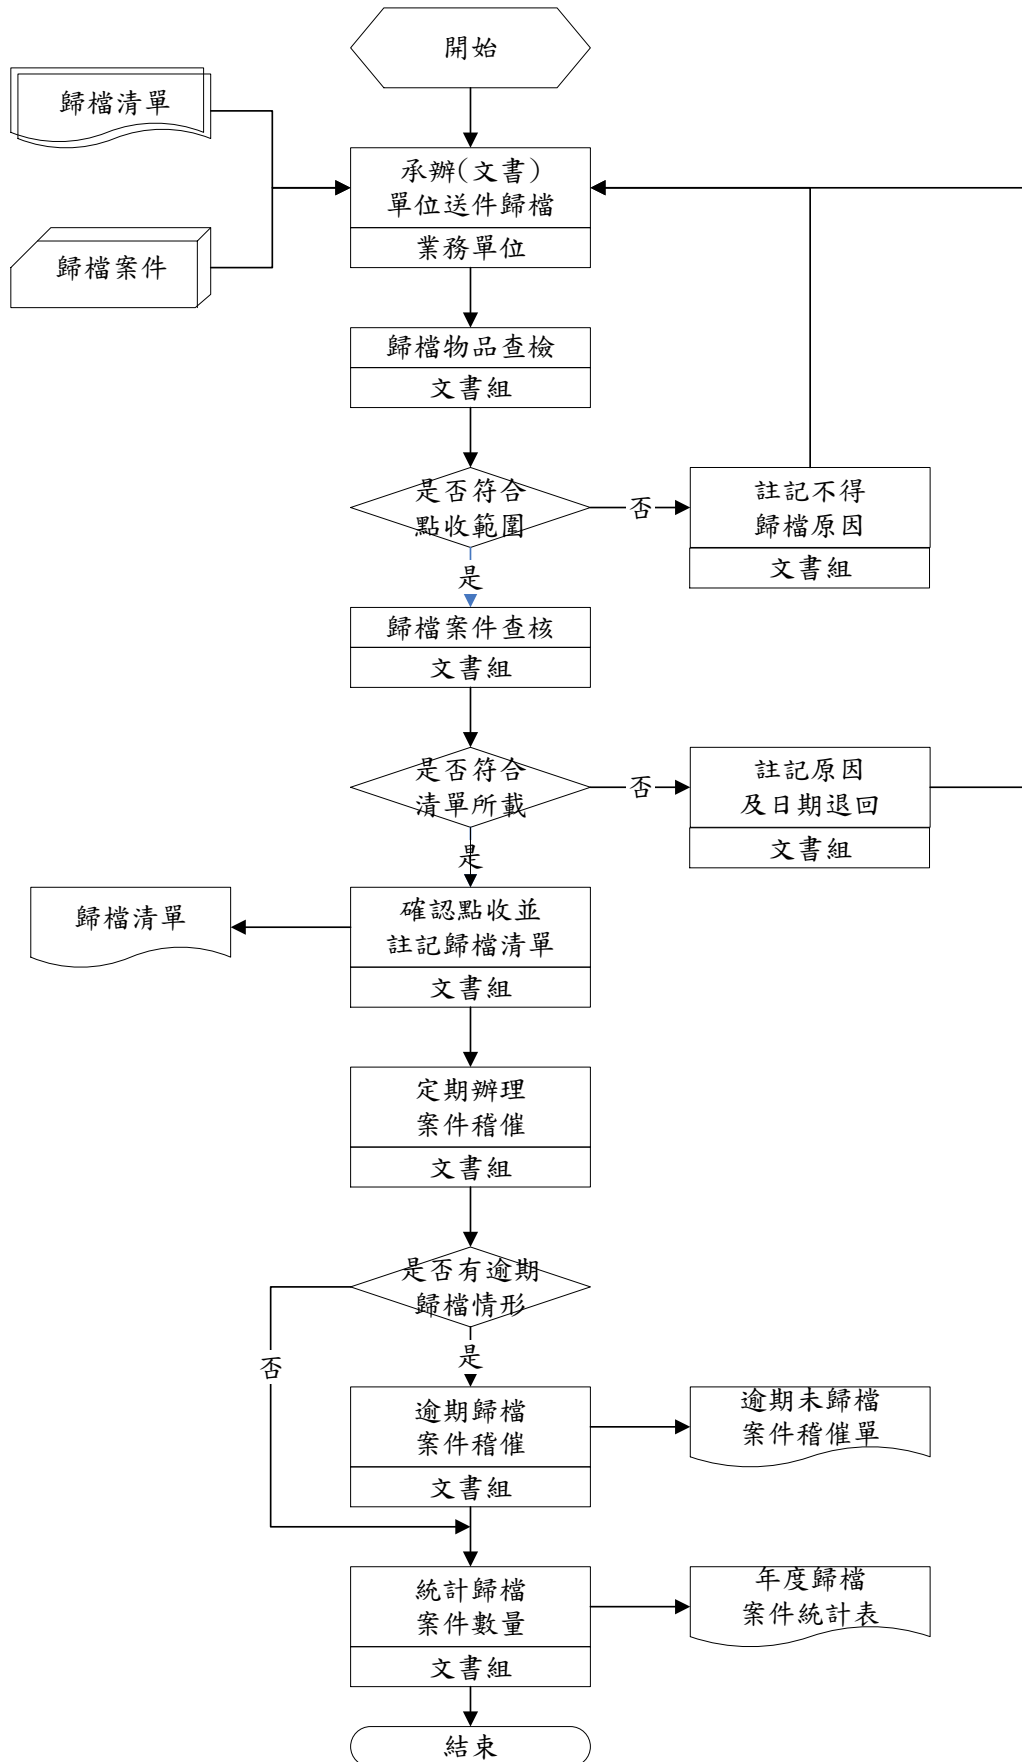 開始
歸檔清單
承辦(文書)
單位送件歸檔
業務單位
歸檔案件
歸檔物品查檢
文書組
是否符合
點收範圍
否
註記不得
歸檔原因
文書組
是
歸檔案件查核
文書組
是否符合
清單所載
否
註記原因
及日期退回
文書組
是
歸檔清單
確認點收並
註記歸檔清單
文書組
定期辦理
案件稽催
文書組
是否有逾期
歸檔情形
否
是
逾期歸檔
案件稽催
文書組
逾期未歸檔
案件稽催單
統計歸檔
案件數量
文書組
年度歸檔
案件統計表
結束